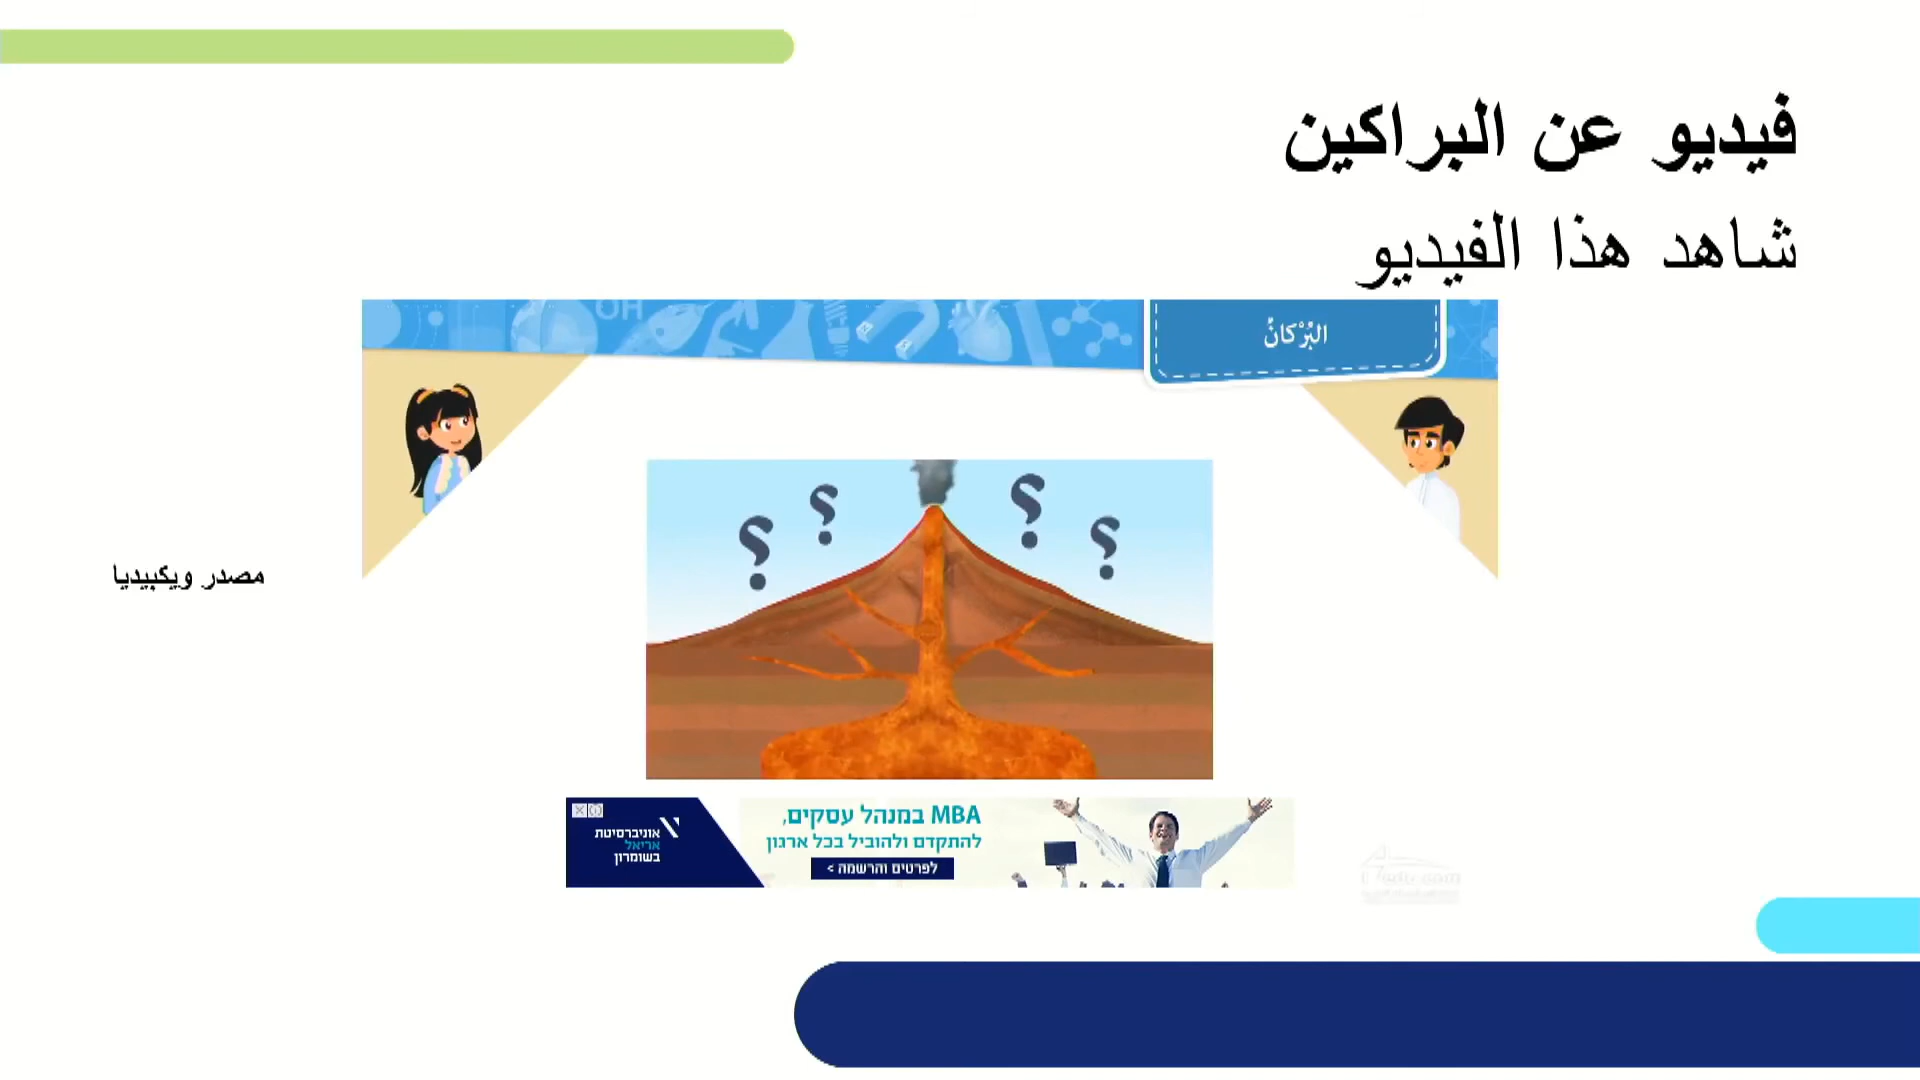 فيديو عن البراكين
شاهد هذا الفيديو
OH
البُرْكانُ
؟ ؟ ؟ ؟
مصدر ويكبيديا
MBA במנהל עסקים,
להתקדם ולהוביל בכל ארגון
לפרטים והרשמה >
אוניברסיטת
אריאל
בשומרון